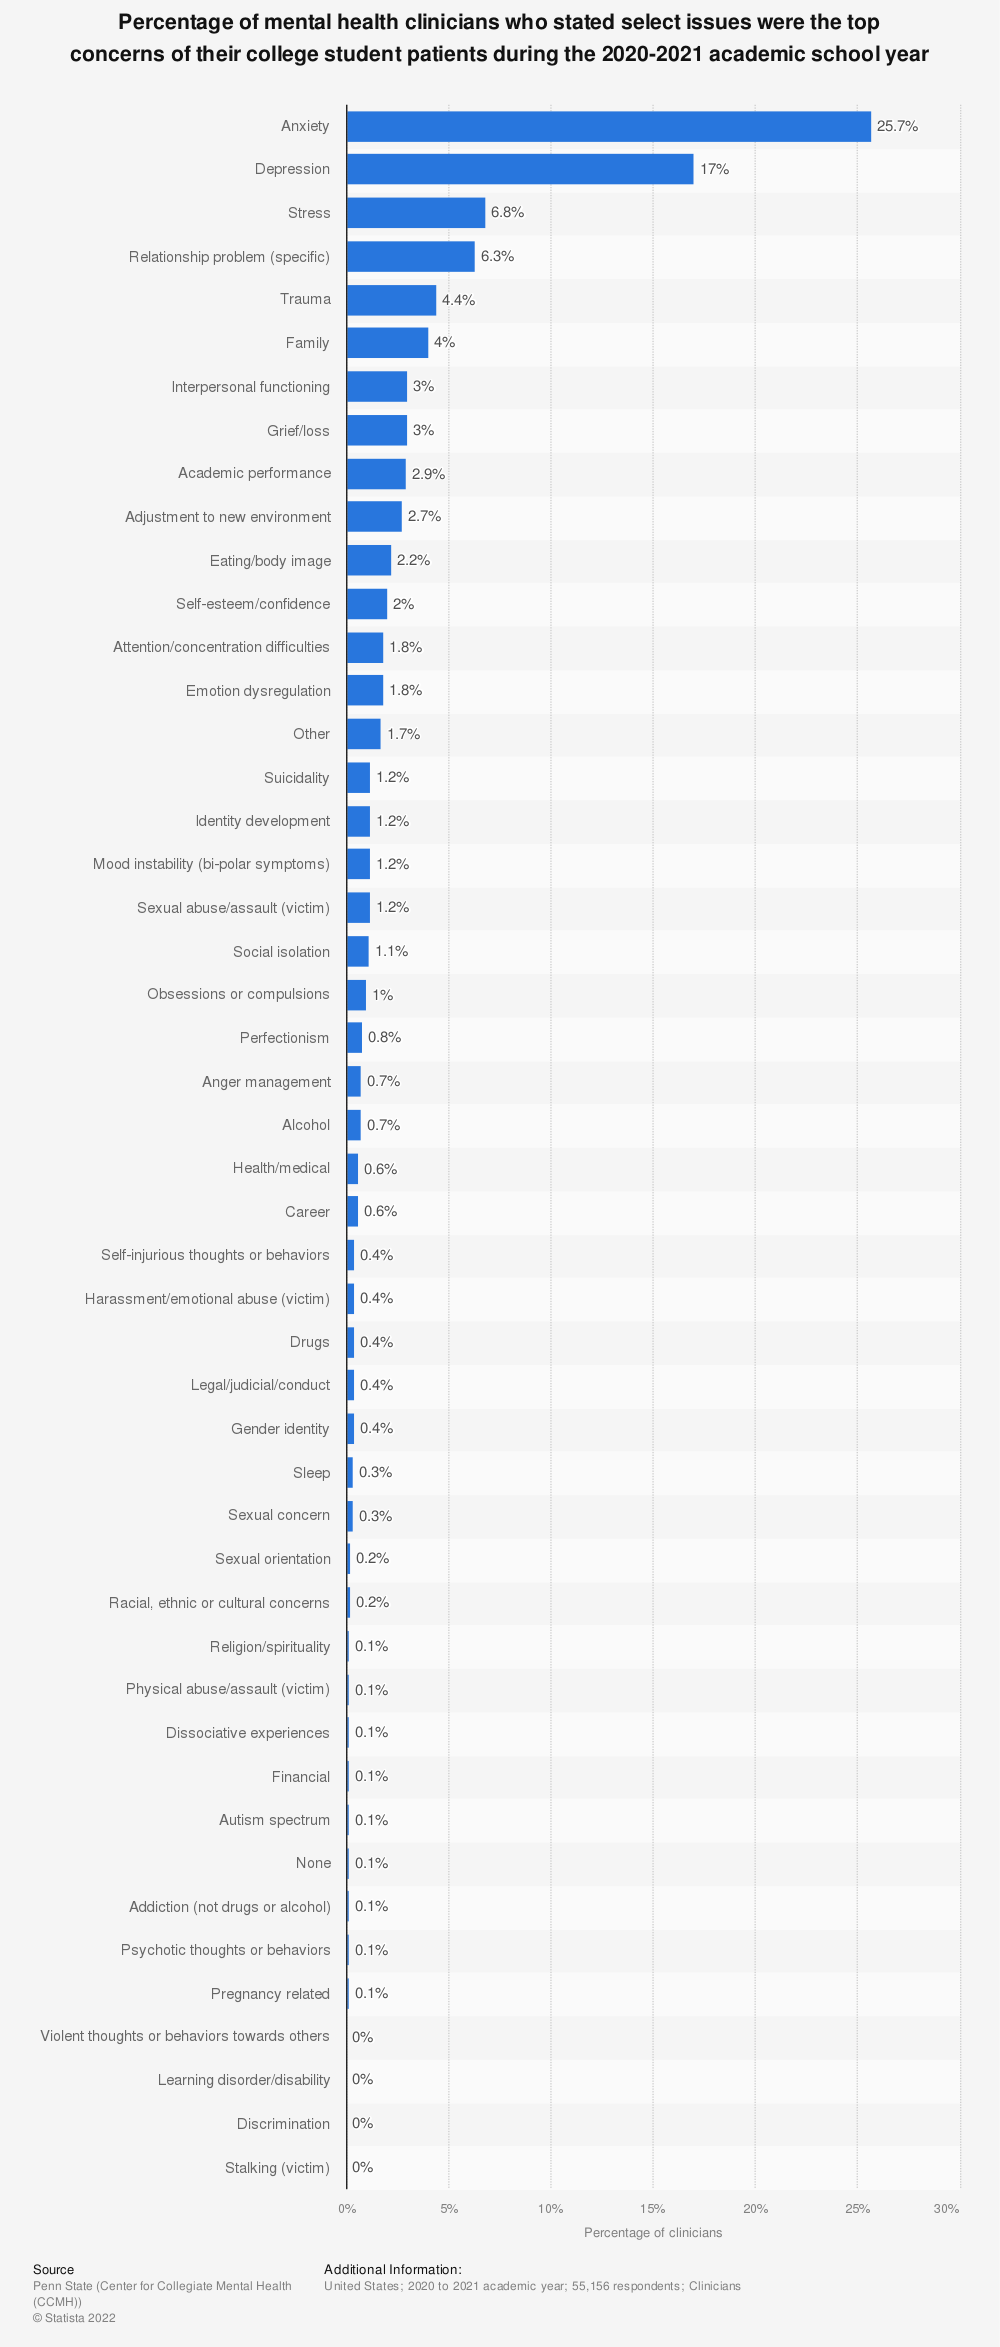 Percentage of mental health clinicians who stated select issues were the top
concerns of their college student patients during the 2020-2021 academic school year
Anxiety 25.7%
Depression 17%
Stress 6.8%
Relationship problem (specific) 6.3%
Trauma 4.4%
Family 4%
Interpersonal functioning 3%
Grief/loss 3%
Academic performance 2.9%
Adjustment to new environment 2.7%
Eating/body image 2.2%
Self-esteem/confidence 2%
Attention/concentration difficulties 1.8%
Emotion dysregulation 1.8%
Other 1.7%
Suicidality 1.2%
Identity development 1.2%
Mood instability (bi-polar symptoms) 1.2%
Sexual abuse/assault (victim) 1.2%
Social isolation 1.1%
Obsessions or compulsions 1%
Perfectionism 0.8%
Anger management 0.7%
Alcohol 0.7%
Health/medical 0.6%
Career 0.6%
Self-injurious thoughts or behaviors 0.4%
Harassment/emotional abuse (victim) 0.4%
Drugs 0.4%
Legal/judicial/conduct 0.4%
Gender identity 0.4%
Sleep 0.3%
Sexual concern 0.3%
Sexual orientation 0.2%
Racial, ethnic or cultural concerns 0.2%
Religion/spirituality 0.1%
Physical abuse/assault (victim) 0.1%
Dissociative experiences 0.1%
Financial 0.1%
Autism spectrum 0.1%
None 0.1%
Addiction (not drugs or alcohol) 0.1%
Psychotic thoughts or behaviors 0.1%
Pregnancy related 0.1%
Violent thoughts or behaviors towards others 0%
Learning disorder/disability 0%
Discrimination 0%
Stalking (victim) 0%
0% 5% 10% 15% 20% 25% 30%
Percentage of clinicians
Source
Penn State (Center for Collegiate Mental Health
(CCMH))
© Statista 2022
Additional Information:
United States; 2020 to 2021 academic year; 55,156 respondents; Clinicians